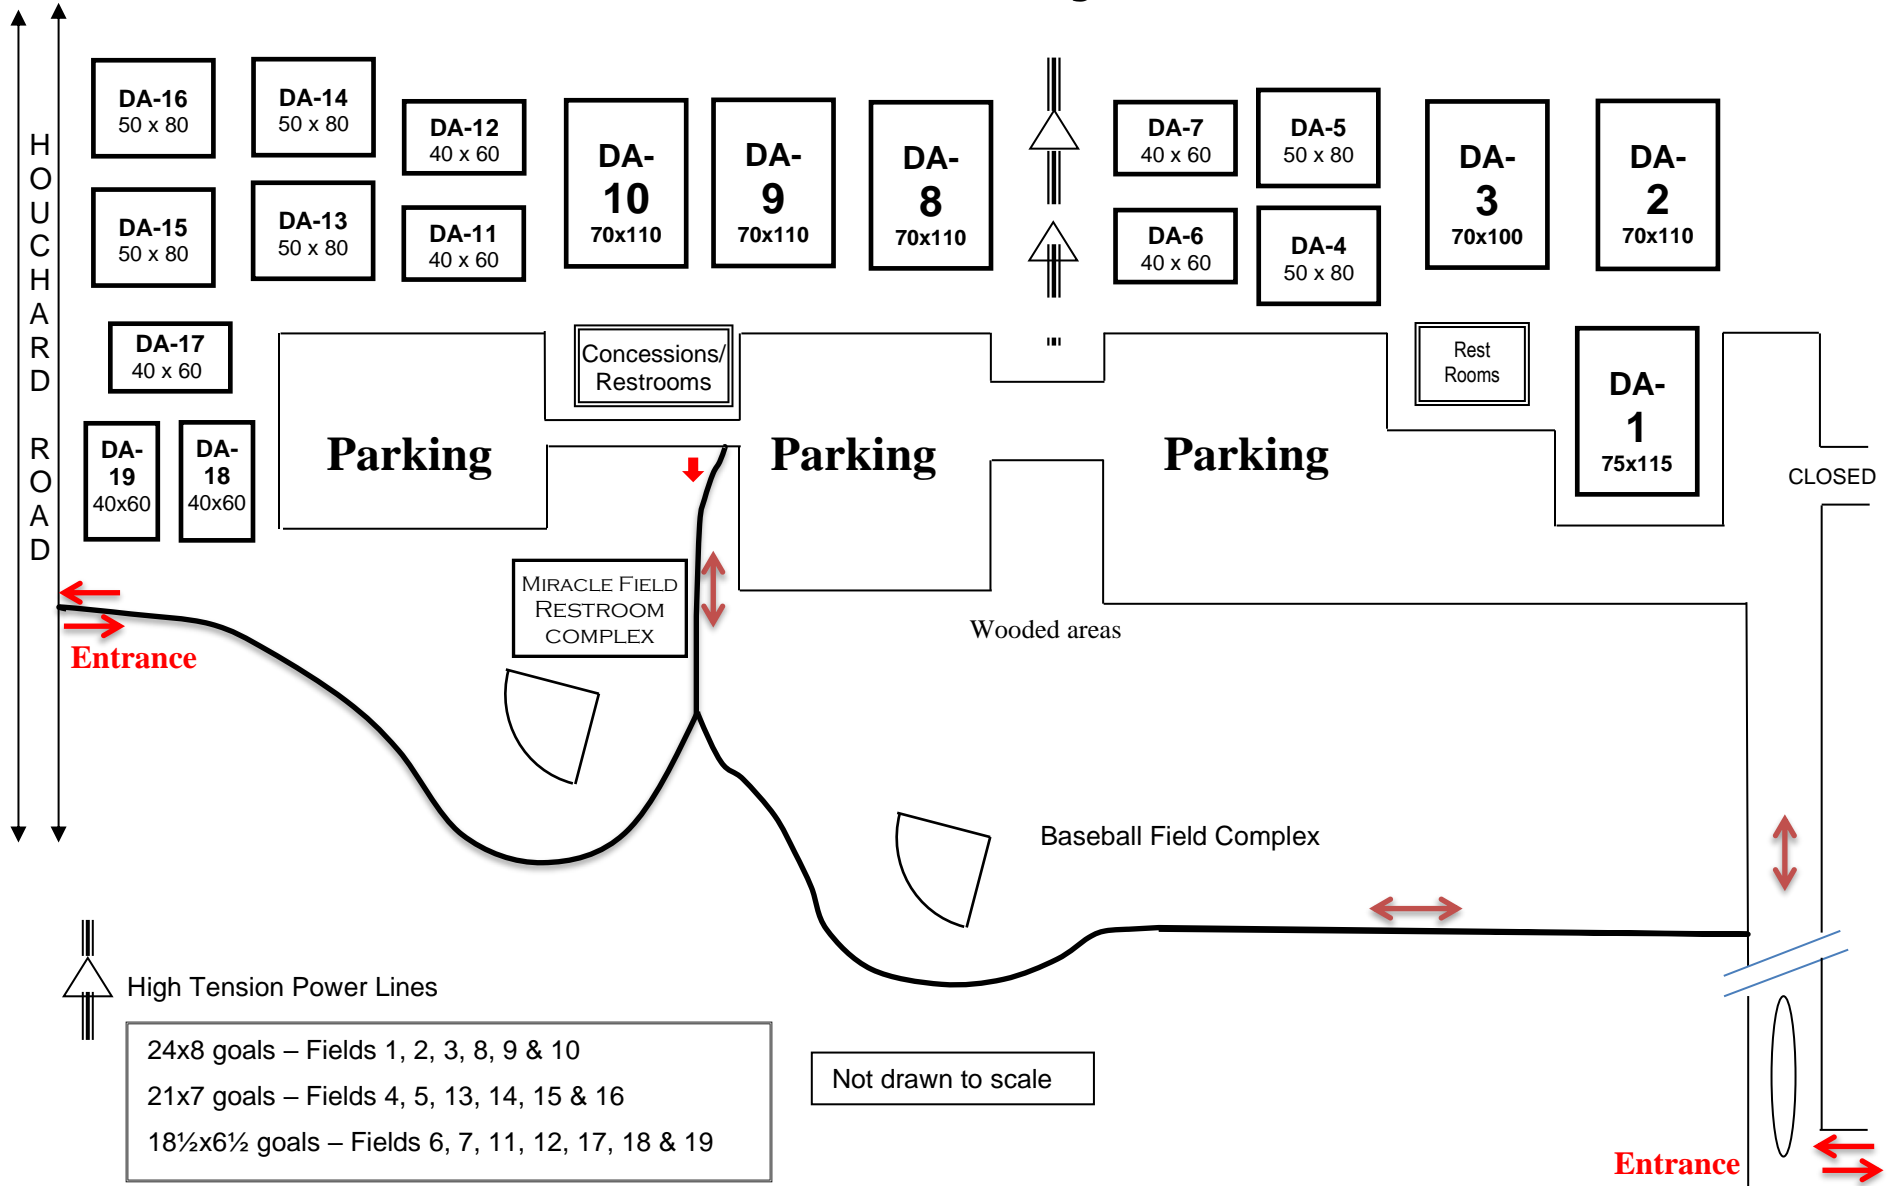 HOUCHARD ROAD
DA-16
50 x 80
DA-14
50 x 80
DA-12
40 x 60
DA-
10
70x110
DA-
9
70x110
DA-
8
70x110
DA-7
40 x 60
DA-5
50 x 80
DA-
3
70x100
DA-
2
70x110
DA-15
50 x 80
DA-13
50 x 80
DA-11
40 x 60
DA-6
40 x 60
DA-4
50 x 80
DA-17
40 x 60
Concessions/
Restrooms
Rest
Rooms
DA-
1
75x115
DA-
19
40x60
DA-
18
40x60
Parking
Parking
Parking
CLOSED
MIRACLE FIELD
RESTROOM
COMPLEX
Wooded areas
Entrance
Baseball Field Complex
High Tension Power Lines
24x8 goals – Fields 1, 2, 3, 8, 9 & 10
21x7 goals – Fields 4, 5, 13, 14, 15 & 16
18½x6½ goals – Fields 6, 7, 11, 12, 17, 18 & 19
Not drawn to scale
Entrance